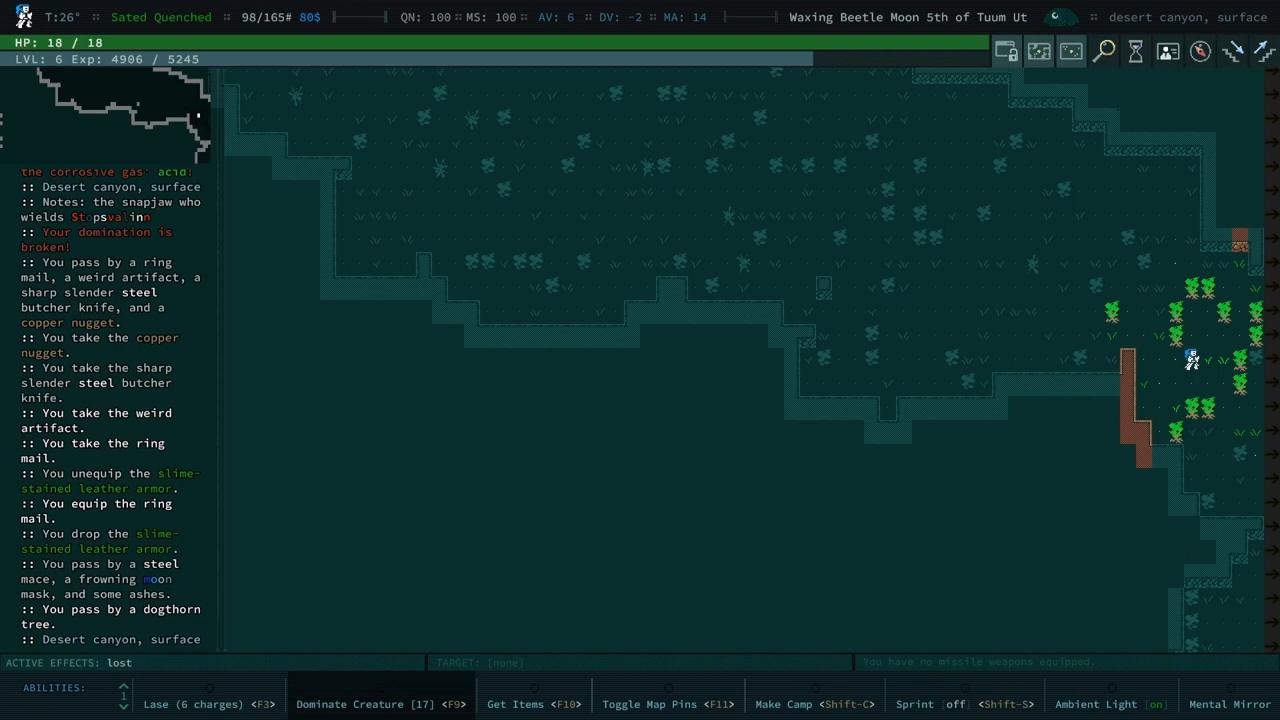 T:26° Sated Quenched :: 98/165# 80$ QN: 100 :: MS: 100 :: AV: 6 :: DV: -2 :: MA: 14 Waxing Beetle Moon 5th of Tuum Ut :: desert canyon, surface
HP: 18 / 18
LVL: 6 Exp: 4906 / 5245
the corrosive gas' acid!
:: Desert canyon, surface
:: Notes: the snapjaw who
wields Stopsvalinn
:: Your domination is
broken!
:: You pass by a ring
mail, a weird artifact, a
sharp slender steel
butcher knife, and a
copper nugget.
:: You take the copper
nugget.
:: You take the sharp
slender steel butcher
knife.
:: You take the weird
artifact.
:: You take the ring
mail.
:: You unequip the slime-
stained leather armor.
:: You equip the ring
mail.
:: You drop the slime-
stained leather armor.
:: You pass by a steel
mace, a frowning moon
mask, and some ashes.
:: You pass by a dogthorn
tree.
:: Desert canyon, surface
ACTIVE EFFECTS: lost
TARGET: [none]
You have no missile weapons equipped.
ABILITIES:
1
Lase (6 charges) <F3>
Dominate Creature [17] <F9>
Get Items <F10>
Toggle Map Pins <F11>
Make Camp <Shift-C>
Sprint [off] <Shift-S>
Ambient Light [on]
Mental Mirror